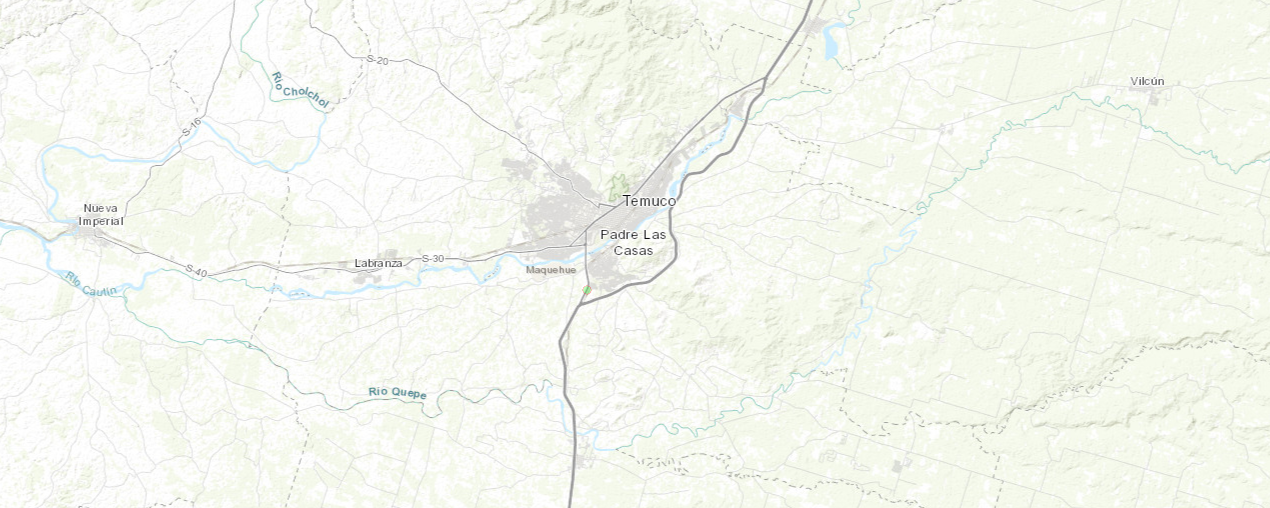 S-20
Río Cholchol
Vilcún
S-16
Temuco
Nueva
Imperial
Padre Las
Casas
Labranza
S-30
S-40
Maquehue
Río Cautín
Río Quepe